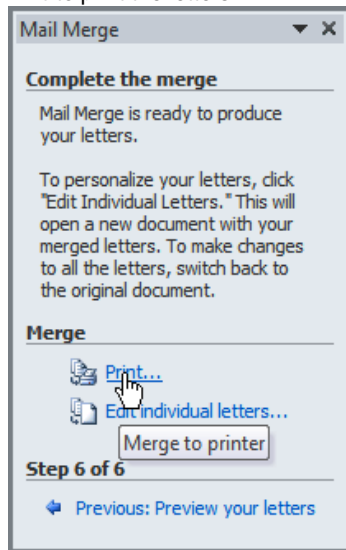 Mail Merge
Complete the merge
Mail Merge is ready to produce
your letters.
To personalize your letters, click
"Edit Individual Letters." This will
open a new document with your
merged letters. To make changes
to all the letters, switch back to
the original document.
Merge
Print...
Edit individual letters...
Merge to printer
Step 6 of 6
Previous: Preview your letters